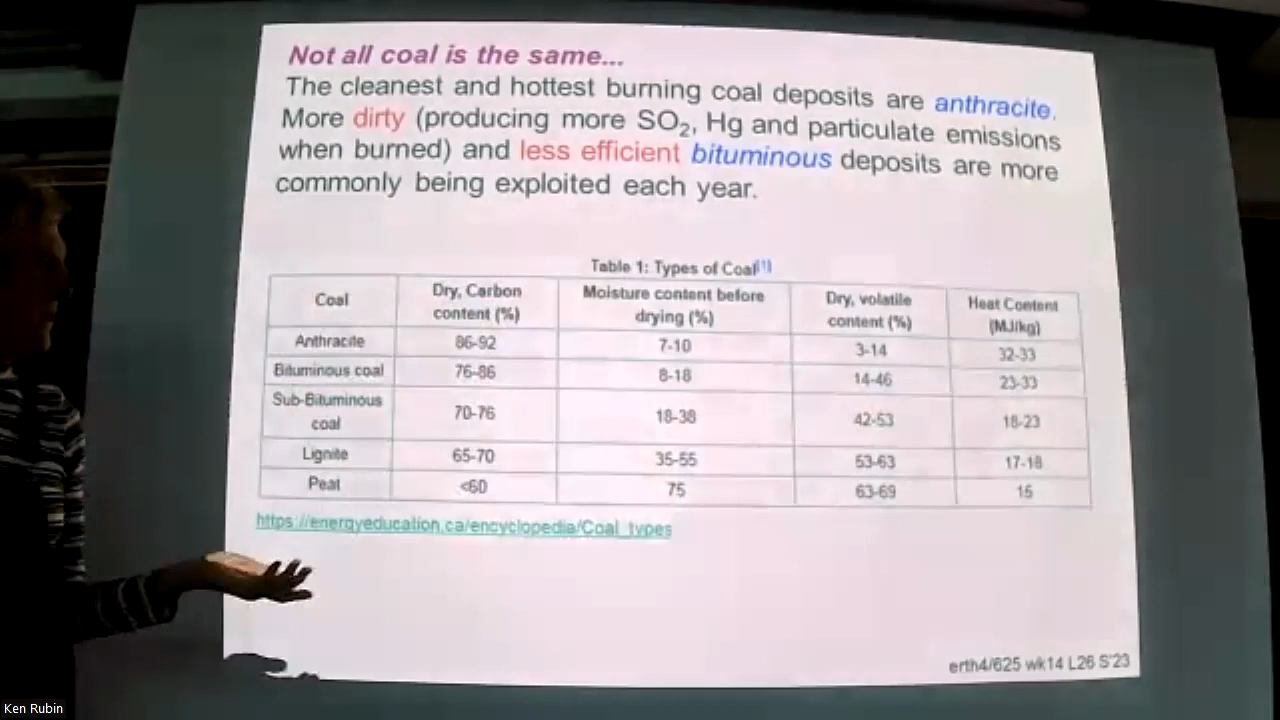 Not all coal is the same...
The cleanest and hottest burning coal deposits are anthracite.
More dirty (producing more SO₂, Hg and particulate emissions
when burned) and less efficient bituminous deposits are more
commonly being exploited each year.
Table 1: Types of Coal[1]
Coal Dry, Carbon content (%) Moisture content before drying (%) Dry, volatile content (%) Heat Content (MJ/kg)
Anthracite 86-92 7-10 3-14 32-33
Bituminous coal 76-86 8-18 14-46 23-33
Sub-Bituminous coal 70-76 18-38 42-53 18-23
Lignite 65-70 35-55 53-63 17-18
Peat <60 75 63-69 15
https://energyeducation.ca/encyclopedia/Coal_types
erth4/625 wk14 L26 S'23
Ken Rubin